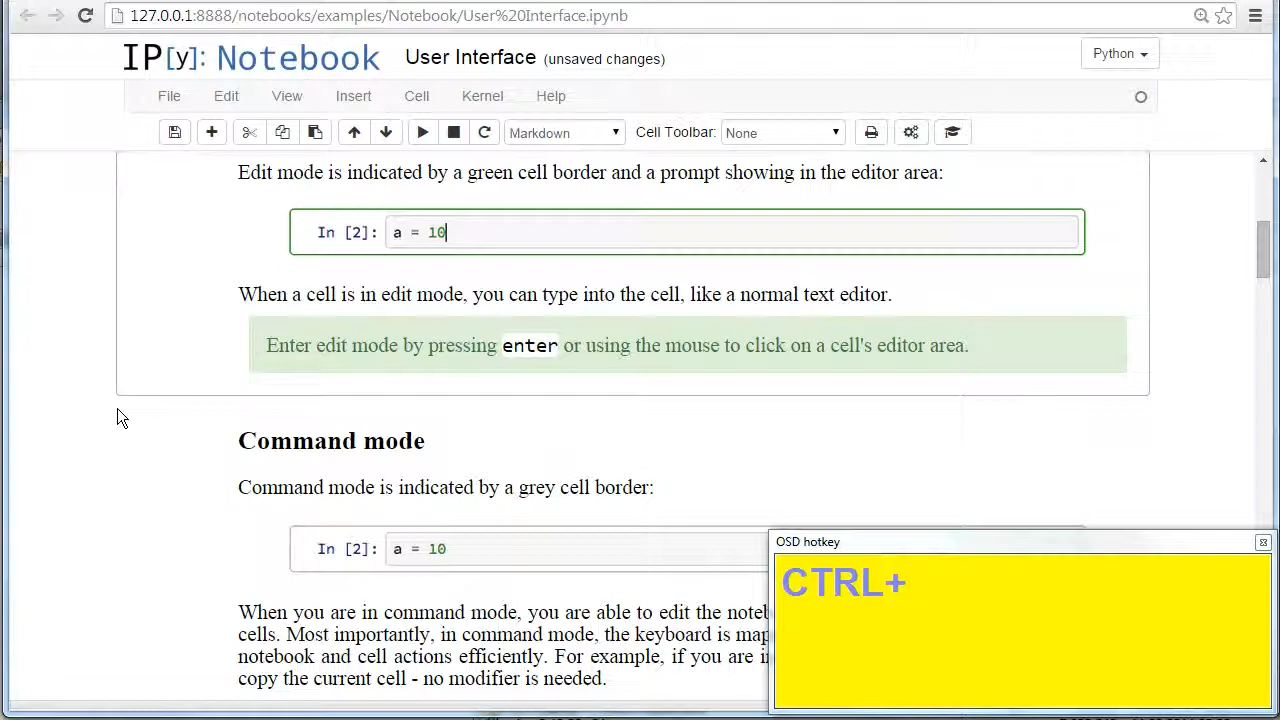 127.0.0.1:8888/notebooks/examples/Notebook/User%20Interface.ipynb
IP[y]: Notebook User Interface (unsaved changes) Python
File Edit View Insert Cell Kernel Help
Markdown Cell Toolbar: None
Edit mode is indicated by a green cell border and a prompt showing in the editor area:
In [2]: a = 10
When a cell is in edit mode, you can type into the cell, like a normal text editor.
Enter edit mode by pressing enter or using the mouse to click on a cell's editor area.
Command mode
Command mode is indicated by a grey cell border:
In [2]: a = 10
When you are in command mode, you are able to edit the
cells. Most importantly, in command mode, the keyboard is
notebook and cell actions efficiently. For example, if you are
copy the current cell - no modifier is needed.
OSD hotkey
CTRL+